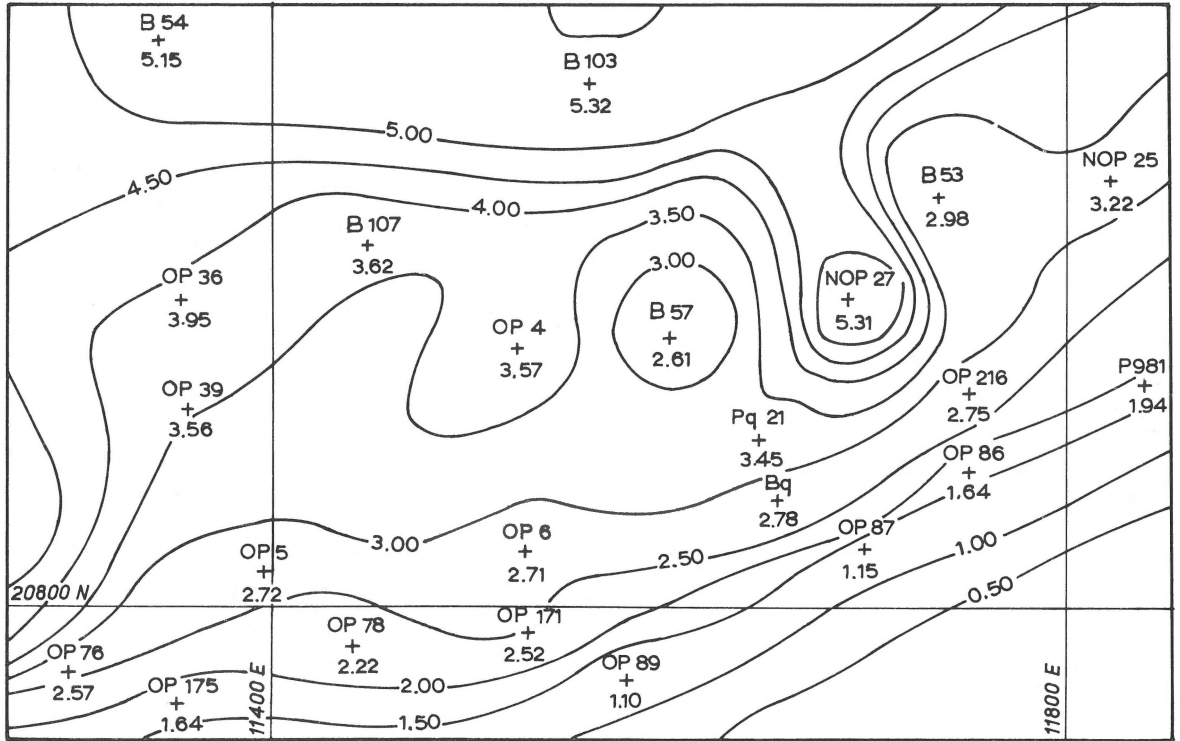 B 54
5.15
B 103
5.32
5.00
4.50
4.00
3.50
3.00
B 107
3.62
B 53
2.98
NOP 25
3.22
OP 36
3.95
NOP 27
5.31
B 57
2.61
OP 4
3.57
OP 39
3.56
OP 216
2.75
P981
1.94
Pq 21
3.45
OP 86
1.64
Bq
2.78
OP 87
1.15
3.00
OP 6
2.71
2.50
1.00
0.50
OP 5
2.72
20800 N
OP 171
2.52
OP 78
2.22
OP 76
2.57
OP 175
1.64
OP 89
1.10
2.00
1.50
11400 E
11800 E